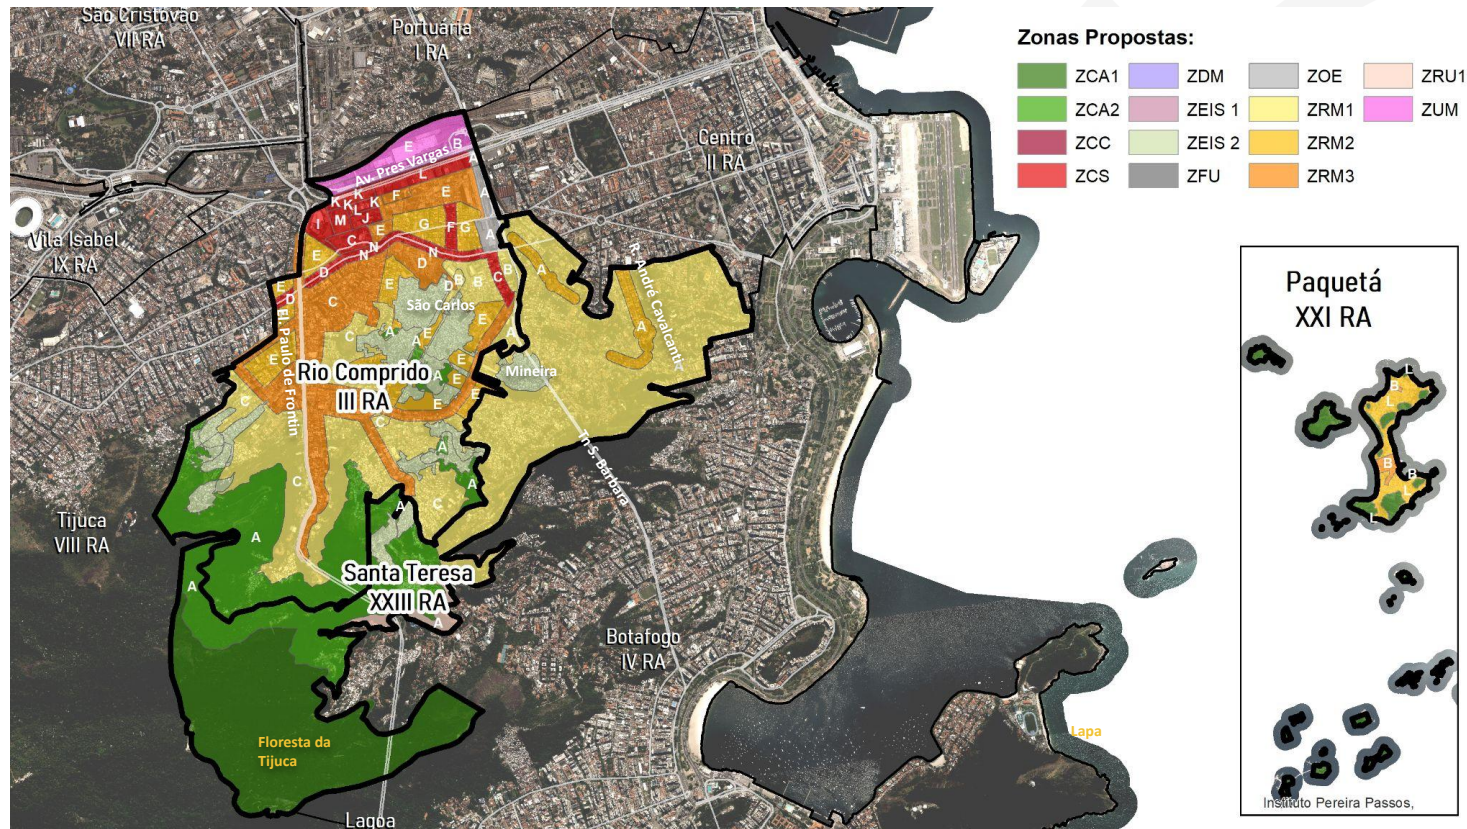 São Cristóvão
VII RA
Portuária
I RA
Centro
II RA
Vila Isabel
IX RA
Av. Pres Vargas
E
B
A
L
K
K
K
K
L
M
J
I
F
E
A
E
G
F
G
A
C
N
N
N
E
D
D
E
D
C
E
D
B
B
B
C
A
R. André Cavalcanti
A
São Carlos
A
A
E
E
A
C
E
El. Paulo de Frontin
Rio Comprido
III RA
E
E
A
E
E
Mineira
C
C
A
A
C
C
A
Tn S. Bárbara
Tijuca
VIII RA
A
A
Santa Teresa
XXIII RA
A
Botafogo
IV RA
Floresta da
Tijuca
Lapa
Lagoa
Zonas Propostas:
ZCA1
ZDM
ZOE
ZRU1
ZCA2
ZEIS 1
ZRM1
ZUM
ZCC
ZEIS 2
ZRM2
ZCS
ZFU
ZRM3
Paquetá
XXI RA
L
B
L
B
B
L
L
Instituto Pereira Passos,